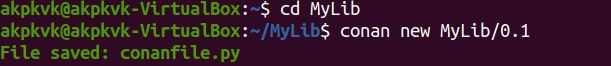 akpkvk@akpkvk-VirtualBox:~$ cd MyLib
akpkvk@akpkvk-VirtualBox:~/MyLib$ conan new MyLib/0.1
File saved: conanfile.py